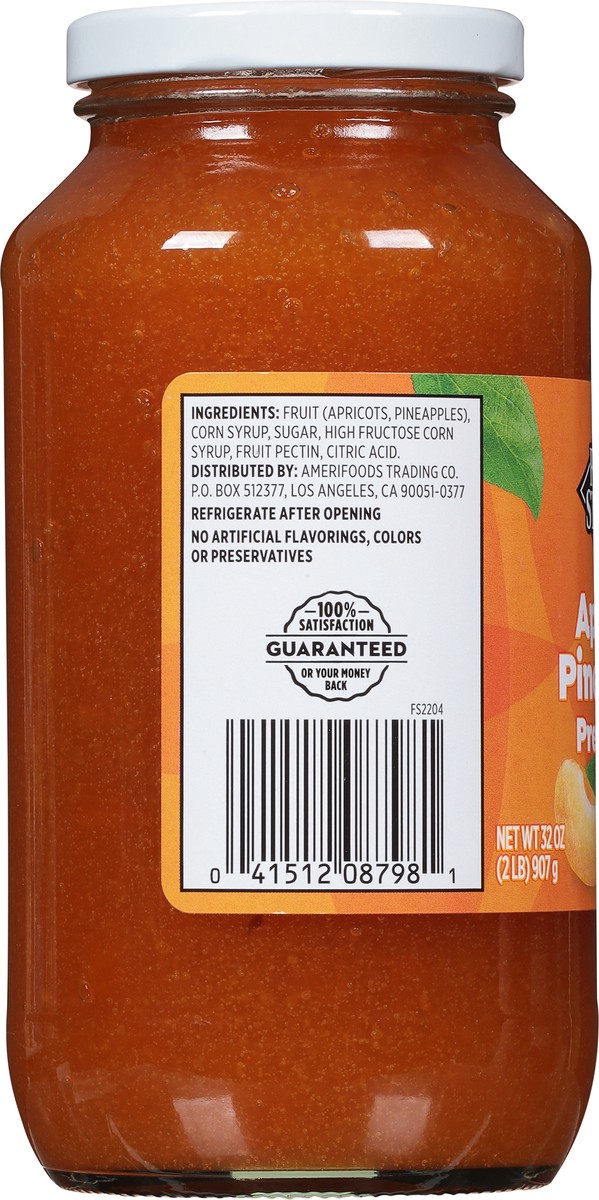 INGREDIENTS: FRUIT (APRICOTS, PINEAPPLES),
CORN SYRUP, SUGAR, HIGH FRUCTOSE CORN
SYRUP, FRUIT PECTIN, CITRIC ACID.
DISTRIBUTED BY: AMERIFOODS TRADING CO.
P.O. BOX 512377, LOS ANGELES, CA 90051-0377
REFRIGERATE AFTER OPENING
NO ARTIFICIAL FLAVORINGS, COLORS
OR PRESERVATIVES
100%
SATISFACTION
GUARANTEED
OR YOUR MONEY
BACK
FS2204
0 41512 08798 1
NET WT 32 OZ
(2 LB) 907 g